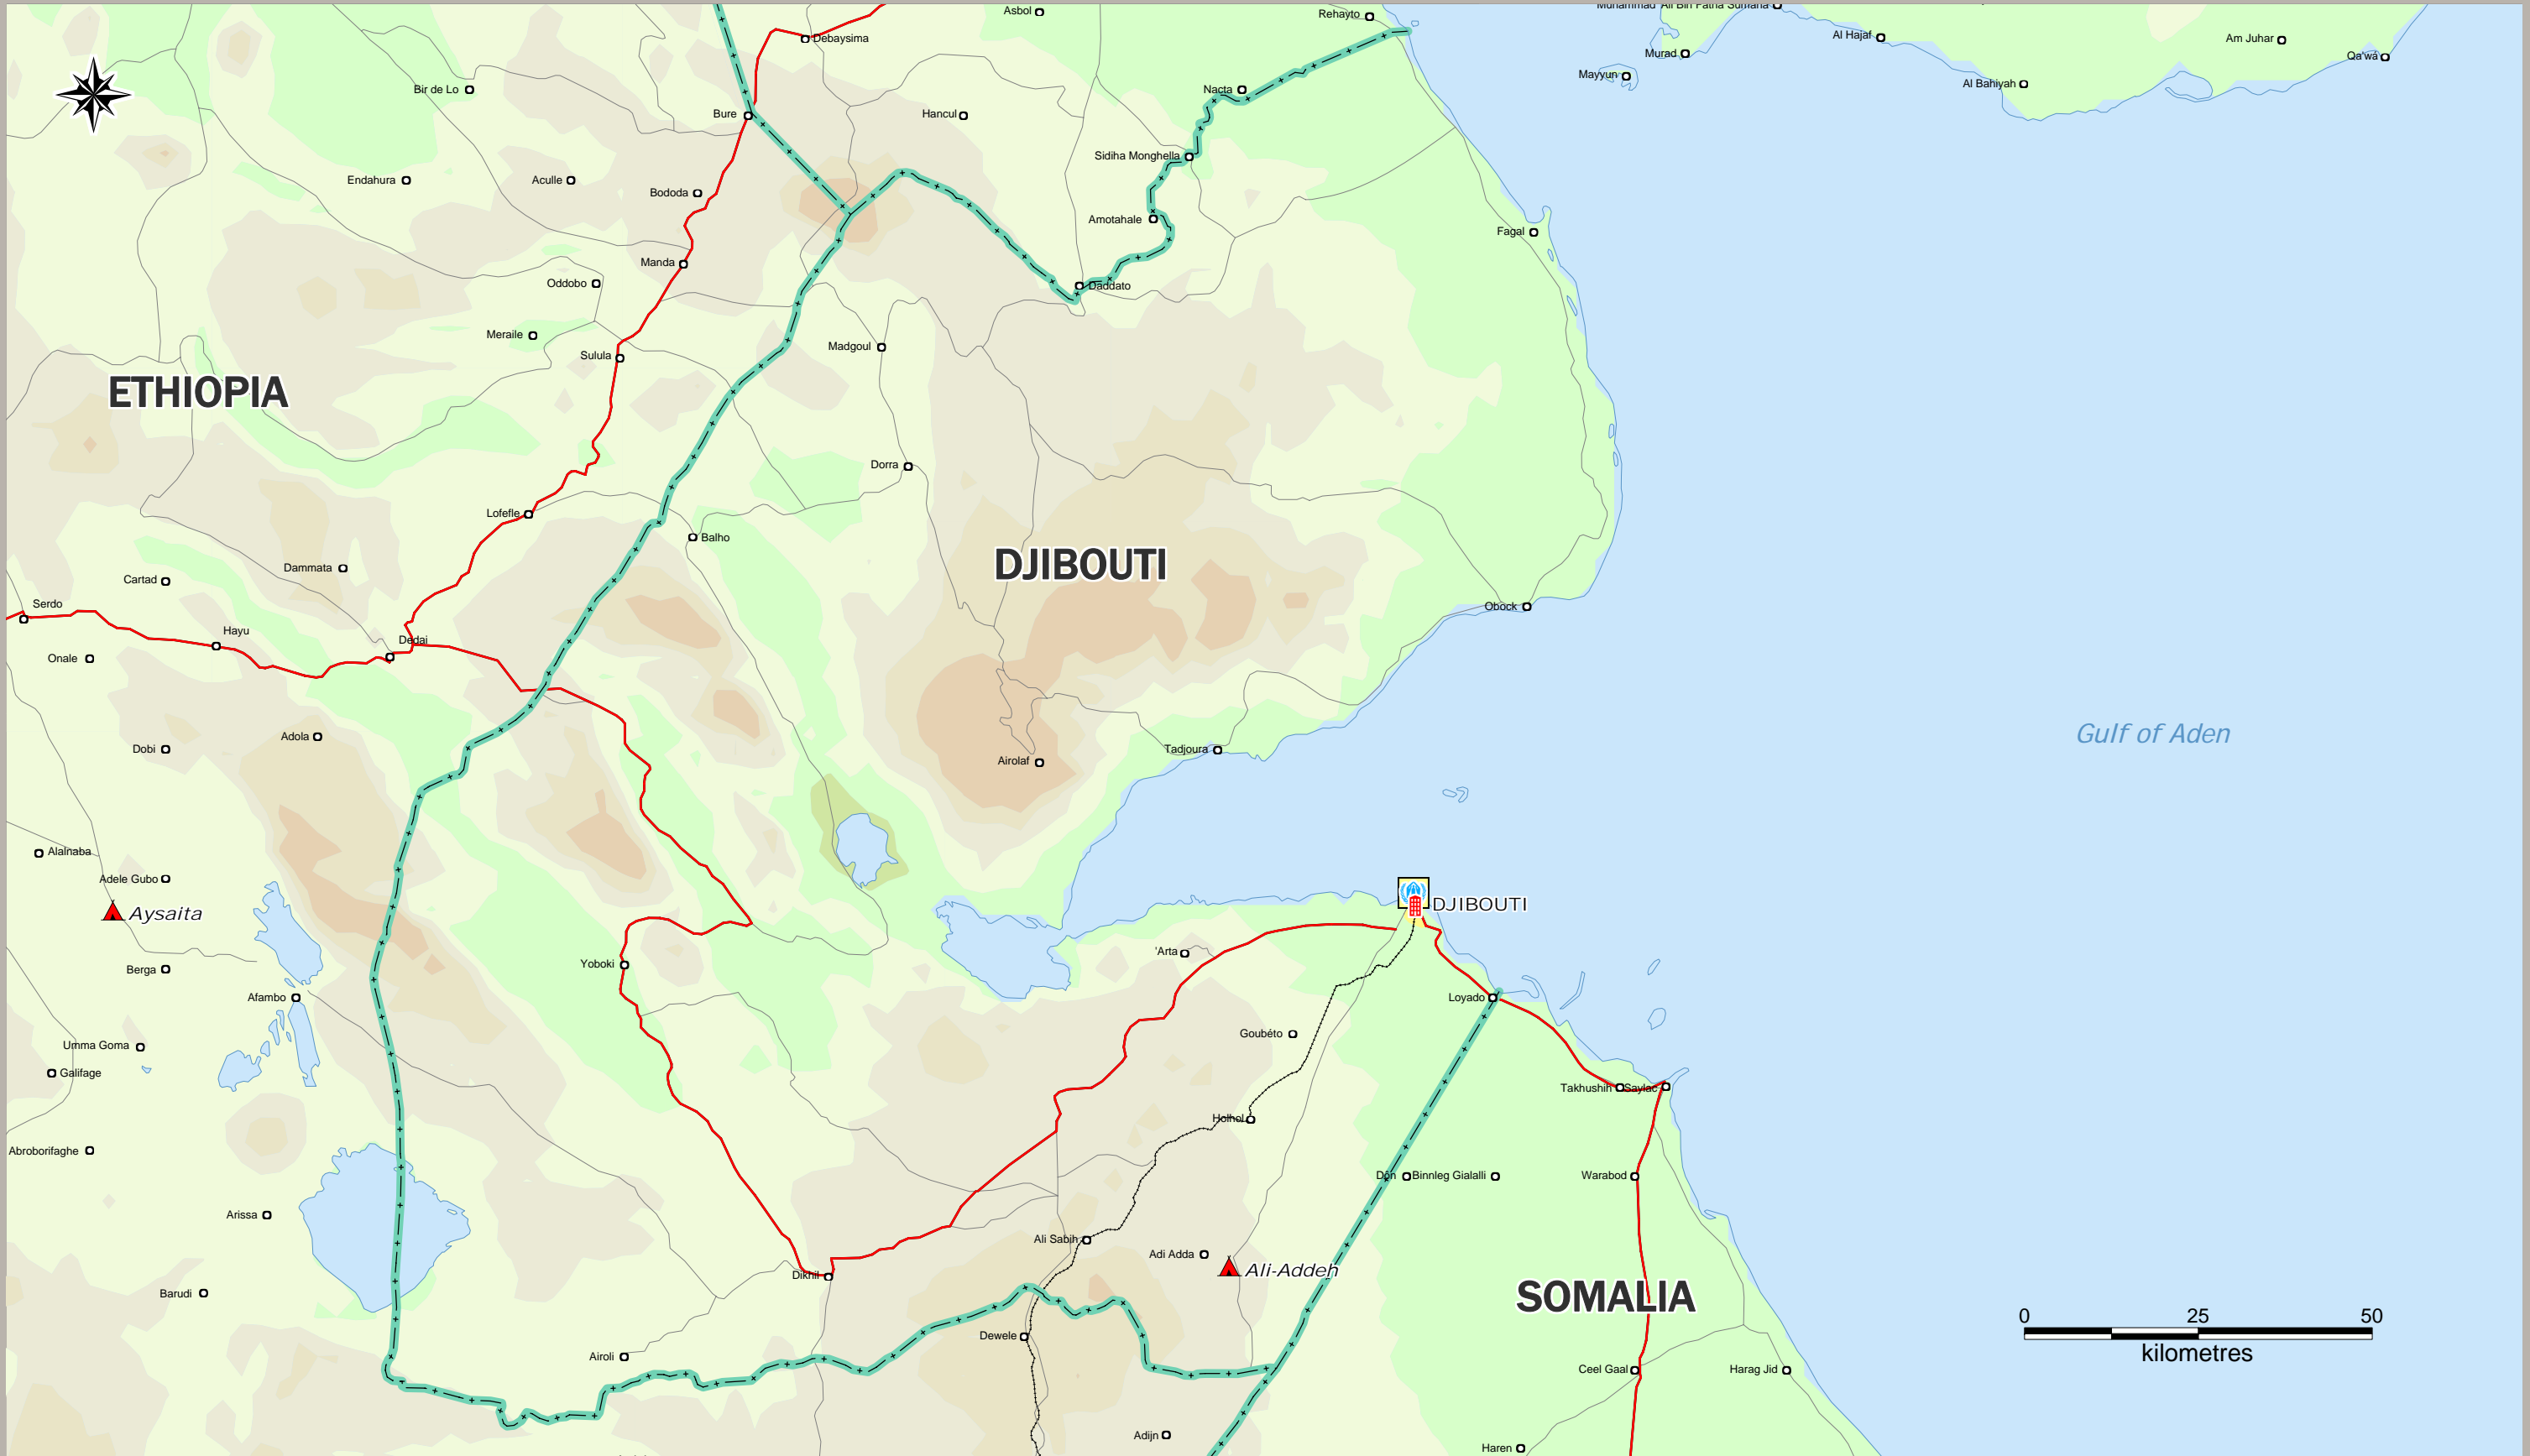 Asbol
Rehayto
Muhammad 'Ali Bin Fatha Sumaha
Al Hajaf
Am Juhar
Qa'wa
Debaysima
Murad
Mayyun
Al Bahiyah
Bir de Lo
Nacta
Bure
Hancul
Sidiha Monghella
Endahura
Aculle
Bododa
Amotahale
Fagal
Manda
Oddobo
Daddato
Meraile
Madgoul
Sulula
ETHIOPIA
Dorra
Lofefle
Balho
DJIBOUTI
Dammata
Cartad
Serdo
Obock
Hayu
Dedai
Onale
Gulf of Aden
Adola
Dobi
Tadjoura
Airolaf
Alalnaba
Adele Gubo
Aysaita
DJIBOUTI
'Arta
Yoboki
Berga
Afambo
Loyado
Goubéto
Umma Goma
Galifage
Takhushih
Saylac
Holhol
Abroborifaghe
Dön
Binnleg Gialalli
Warabod
Arissa
Ali Sabih
Adi Adda
Ali-Addeh
Dikhil
Barudi
SOMALIA
0 25 50
kilometres
Dewele
Airoli
Ceel Gaal
Harag Jid
Adijn
Haren